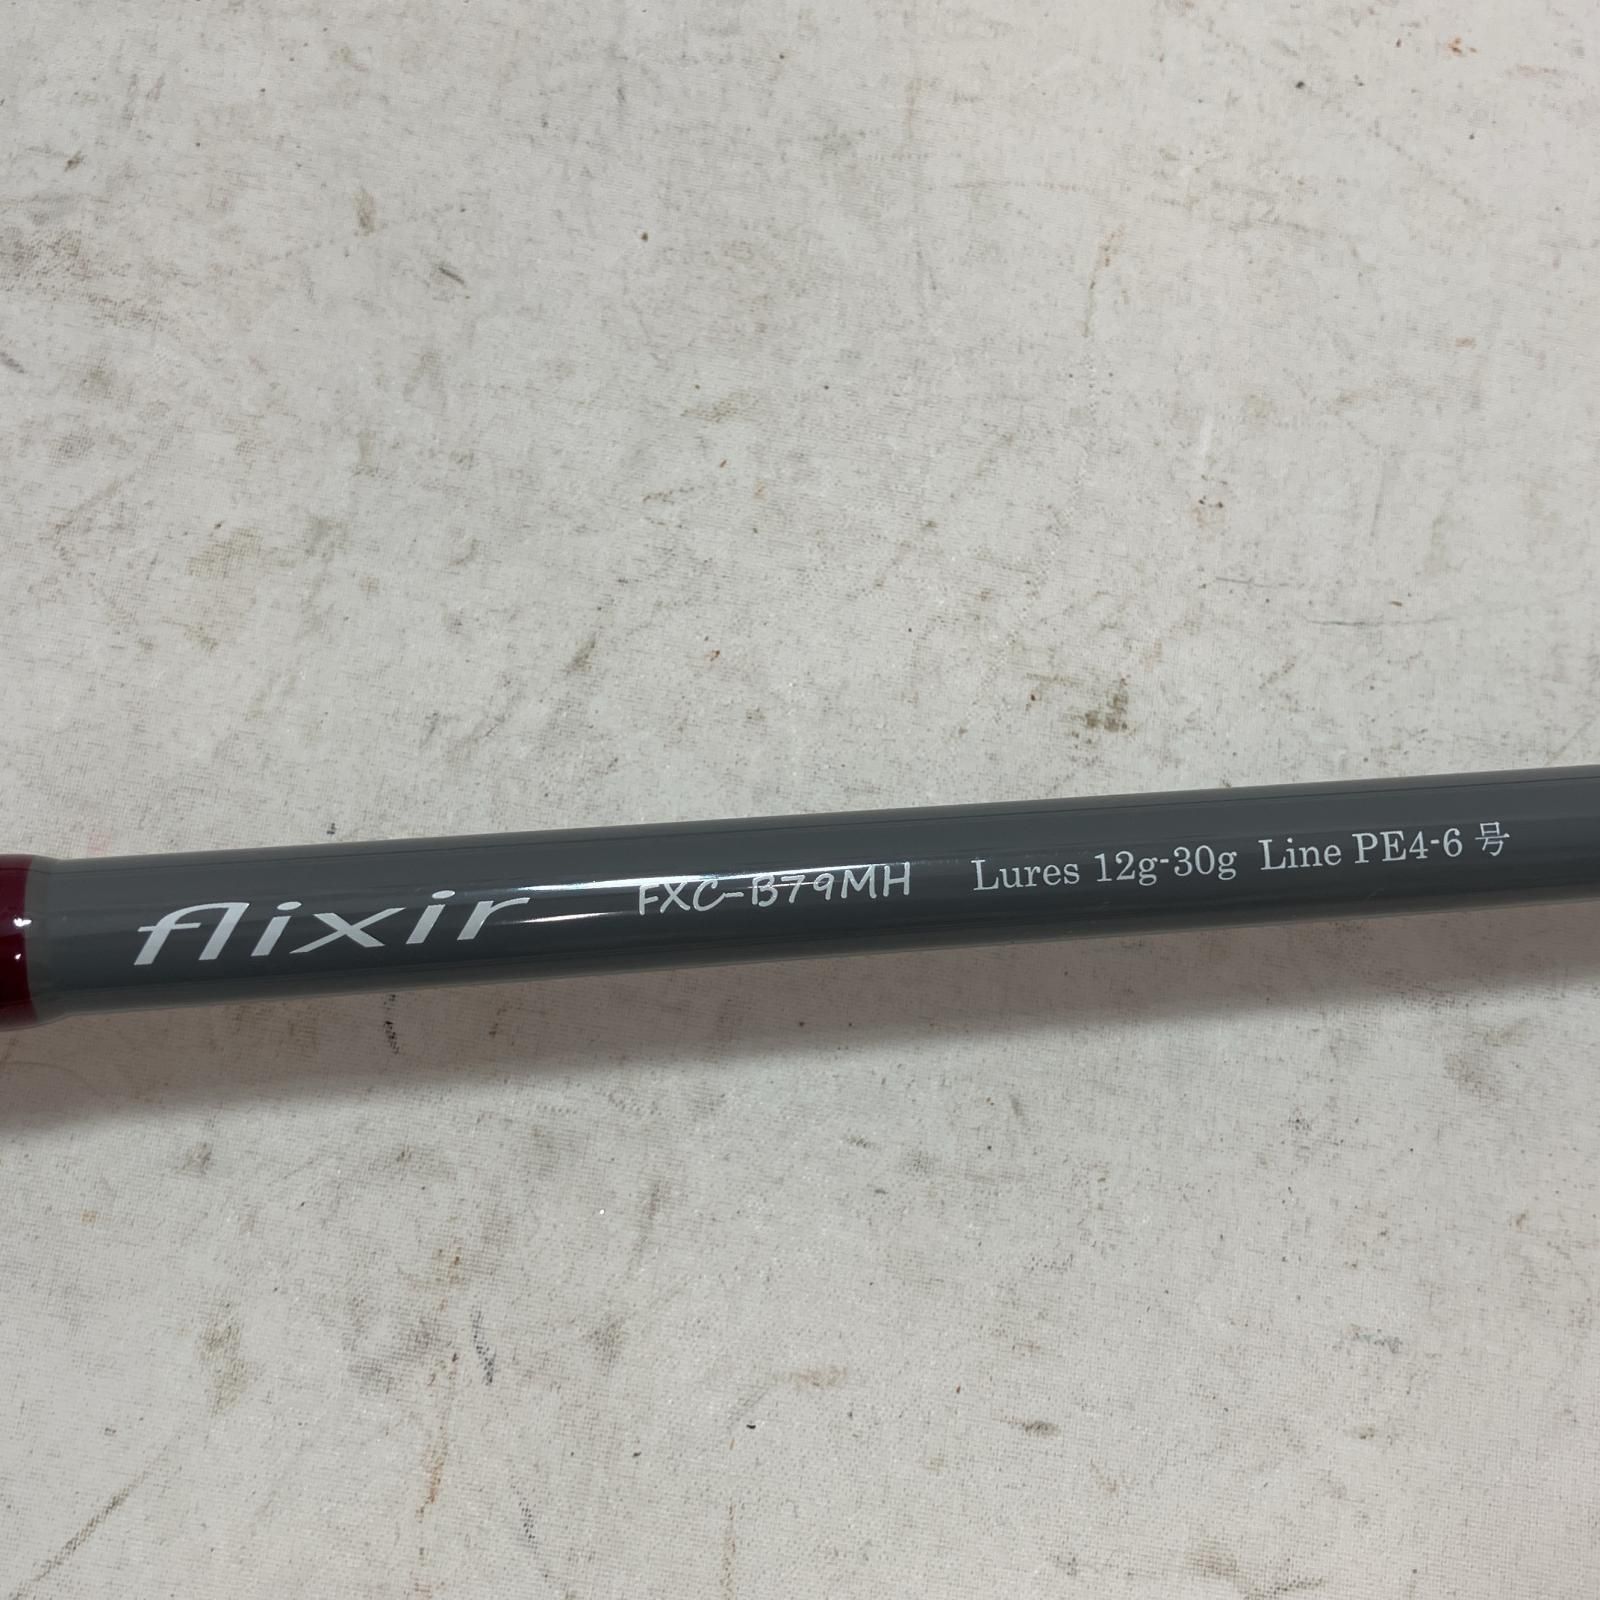 flixir FXC-B79MH Lures 12g-30g Line PE4-6 号